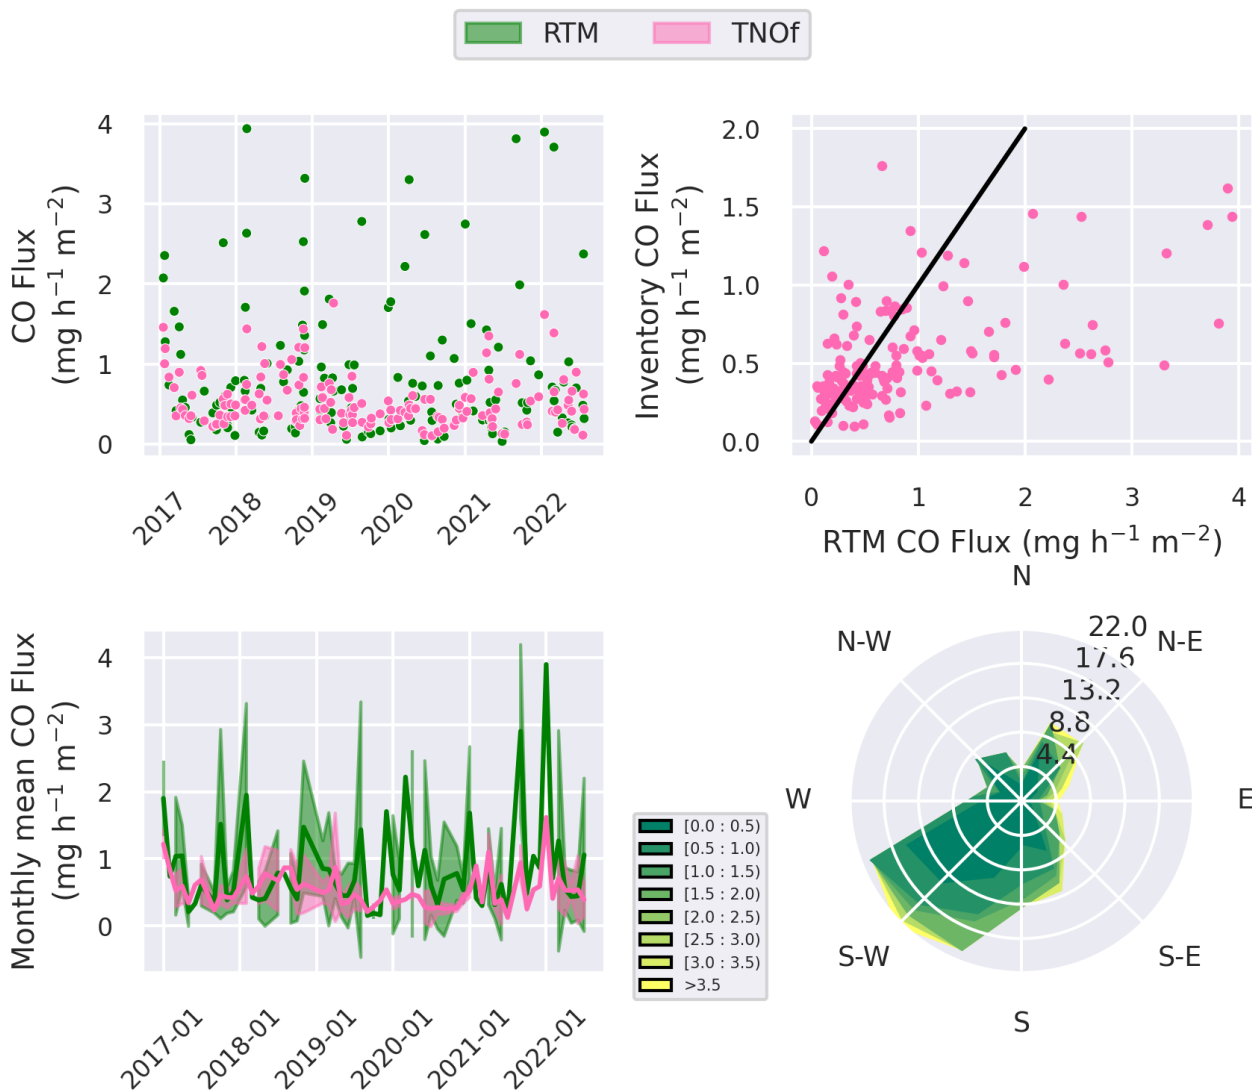 RTM TNOf
CO Flux
(mg h⁻¹ m⁻²)
4
3
2
1
0
2017 2018 2019 2020 2021 2022
Inventory CO Flux
(mg h⁻¹ m⁻²)
2.0
1.5
1.0
0.5
0.0
0 1 2 3 4
RTM CO Flux (mg h⁻¹ m⁻²)
Monthly mean CO Flux
(mg h⁻¹ m⁻²)
4
3
2
1
0
2017-01 2018-01 2019-01 2020-01 2021-01 2022-01
[0.0 : 0.5)
[0.5 : 1.0)
[1.0 : 1.5)
[1.5 : 2.0)
[2.0 : 2.5)
[2.5 : 3.0)
[3.0 : 3.5)
>3.5
N
N-W
N-E
22.0
17.6
13.2
8.8
4.4
W
E
S-W
S-E
S